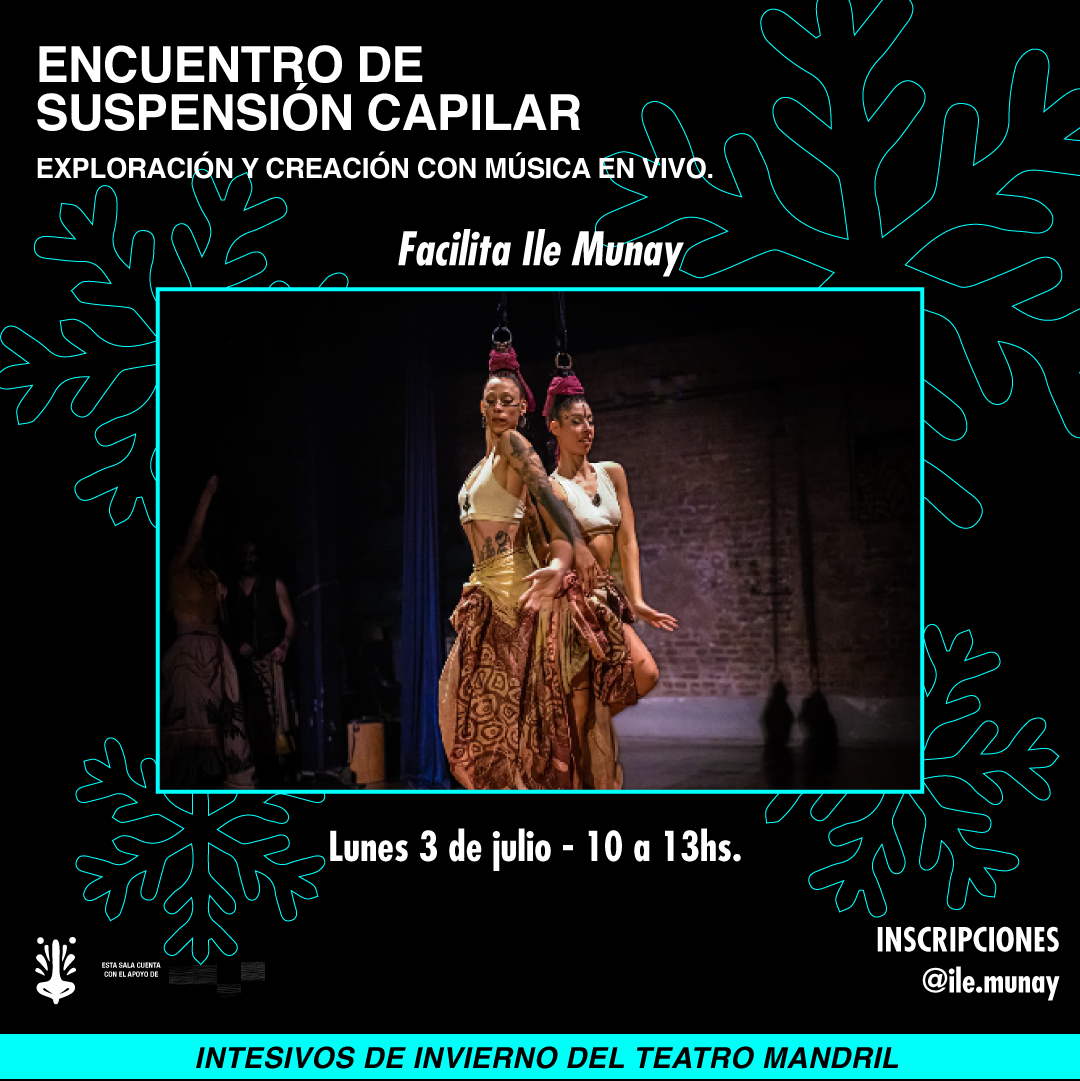 ENCUENTRO DE
SUSPENSIÓN CAPILAR
EXPLORACIÓN Y CREACIÓN CON MÚSICA EN VIVO.
Facilita Ile Munay
Lunes 3 de julio - 10 a 13hs.
ESTA SALA CUENTA
CON EL APOYO DE
INSCRIPCIONES
@ile.munay
INTESIVOS DE INVIERNO DEL TEATRO MANDRIL